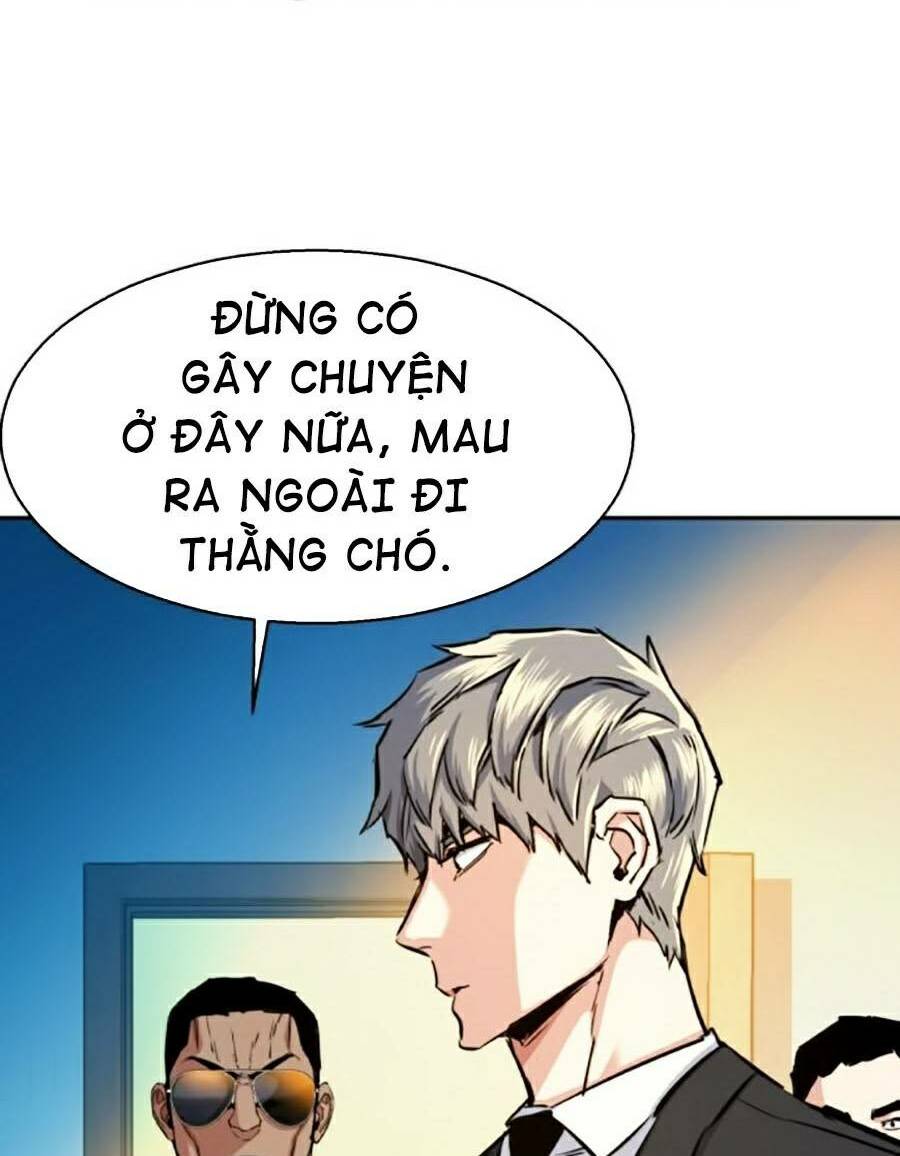 ĐỪNG CÓ
GÂY CHUYỆN
Ở ĐÂY NỮA, MAU
RA NGOÀI ĐI
THẰNG CHÓ.